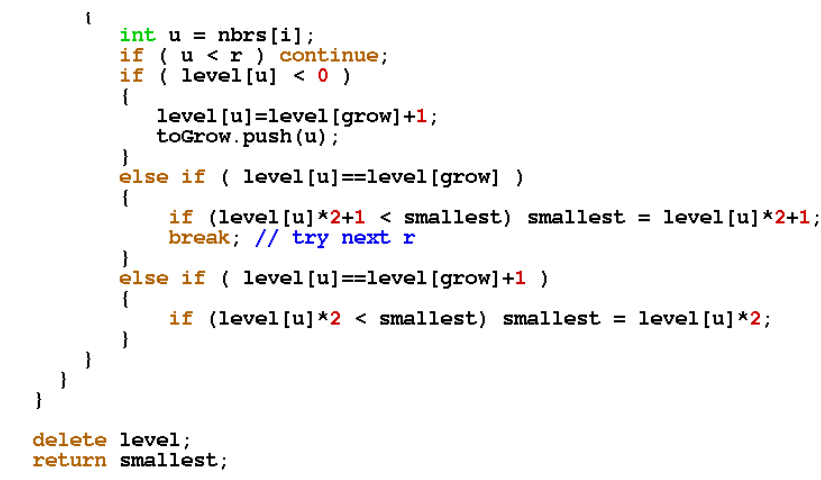 {
int u = nbrs[i];
if ( u < r ) continue;
if ( level[u] < 0 )
{
level[u]=level[grow]+1;
toGrow.push(u);
}
else if ( level[u]==level[grow] )
{
if (level[u]*2+1 < smallest) smallest = level[u]*2+1;
break; // try next r
}
else if ( level[u]==level[grow]+1 )
{
if (level[u]*2 < smallest) smallest = level[u]*2;
}
}
}
}
delete level;
return smallest;